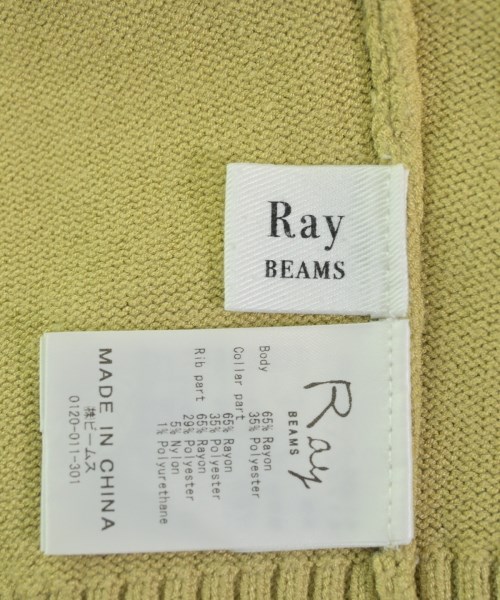 Ray
BEAMS
Ray
BEAMS
Body
65% Rayon
35% Polyester
Collar part
65% Rayon
35% Polyester
Rib part
65% Rayon
29% Polyester
5% Nylon
1% Polyurethane
MADE IN CHINA
㈱ビームス
0120-011-301